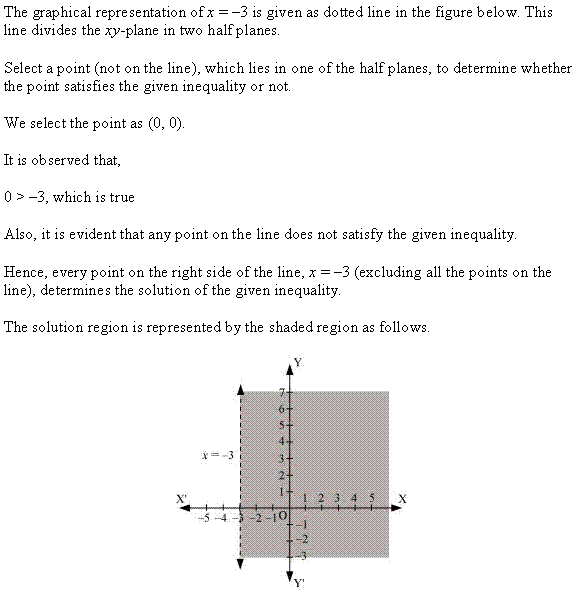 The graphical representation of x = −3 is given as dotted line in the figure below. This
line divides the xy-plane in two half planes.
Select a point (not on the line), which lies in one of the half planes, to determine whether
the point satisfies the given inequality or not.
We select the point as (0, 0).
It is observed that,
0 > −3, which is true
Also, it is evident that any point on the line does not satisfy the given inequality.
Hence, every point on the right side of the line, x = −3 (excluding all the points on the
line), determines the solution of the given inequality.
The solution region is represented by the shaded region as follows.
Y
7
6
5
4
x = −3
3
2
1
X' 1 2 3 4 5 X
−5 −4 −3 −2 −1 O
−1
−2
−3
Y'